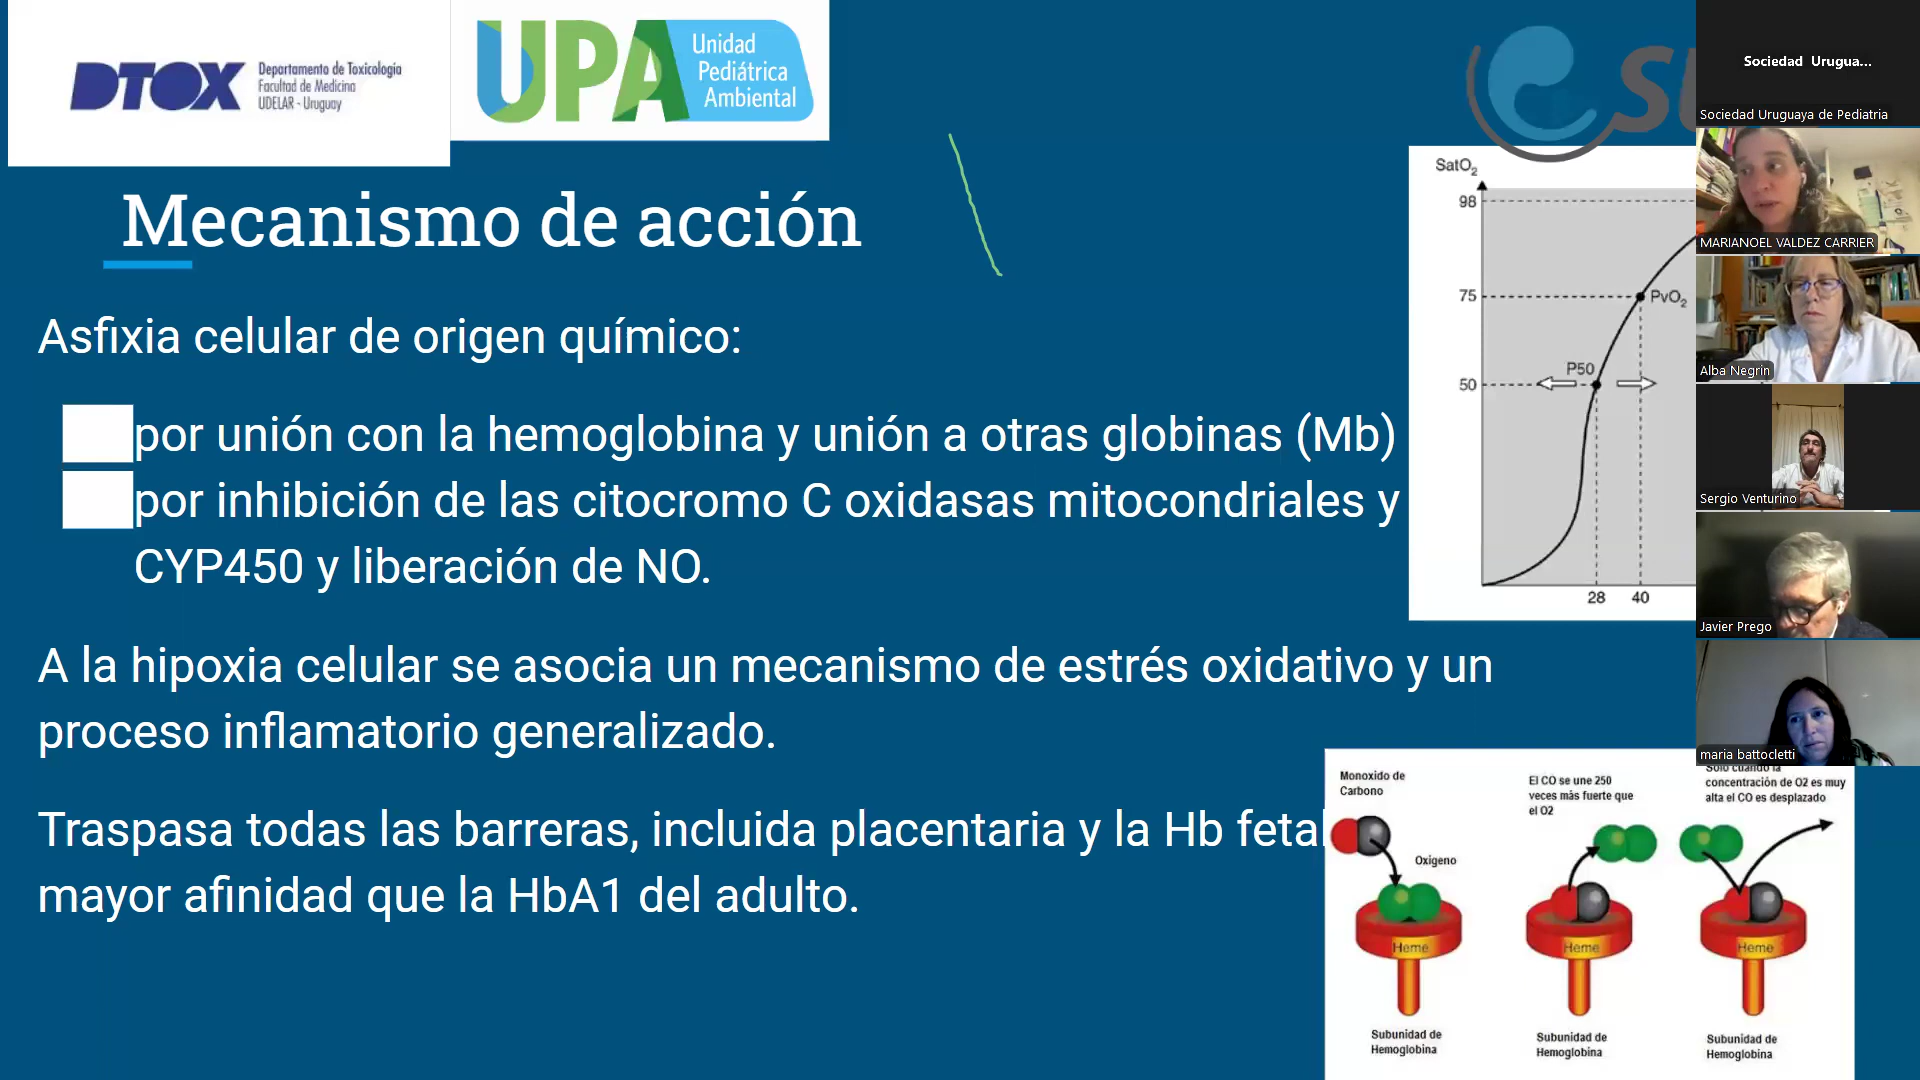 DTOX
Departamento de Toxicología
Facultad de Medicina
UDELAR - Uruguay
UPA
Unidad
Pediátrica
Ambiental
Mecanismo de acción
Asfixia celular de origen químico:
por unión con la hemoglobina y unión a otras globinas (Mb)
por inhibición de las citocromo C oxidasas mitocondriales y
CYP450 y liberación de NO.
A la hipoxia celular se asocia un mecanismo de estrés oxidativo y un
proceso inflamatorio generalizado.
Traspasa todas las barreras, incluida placentaria y la Hb fetal
mayor afinidad que la HbA1 del adulto.
SatO2
98
75
PvO2
P50
50
28 40
Monoxido de
Carbono
Oxigeno
Heme
Subunidad de
Hemoglobina
El CO se une 250
veces más fuerte que
el O2
Heme
Subunidad de
Hemoglobina
Solo cuando la
concentración de O2 es muy
alta el CO es desplazado
Heme
Subunidad de
Hemoglobina
Sociedad Urugua...
Sociedad Uruguaya de Pediatria
MARIANOEL VALDEZ CARRIER
Alba Negrin
Sergio Venturino
Javier Prego
maria battocletti